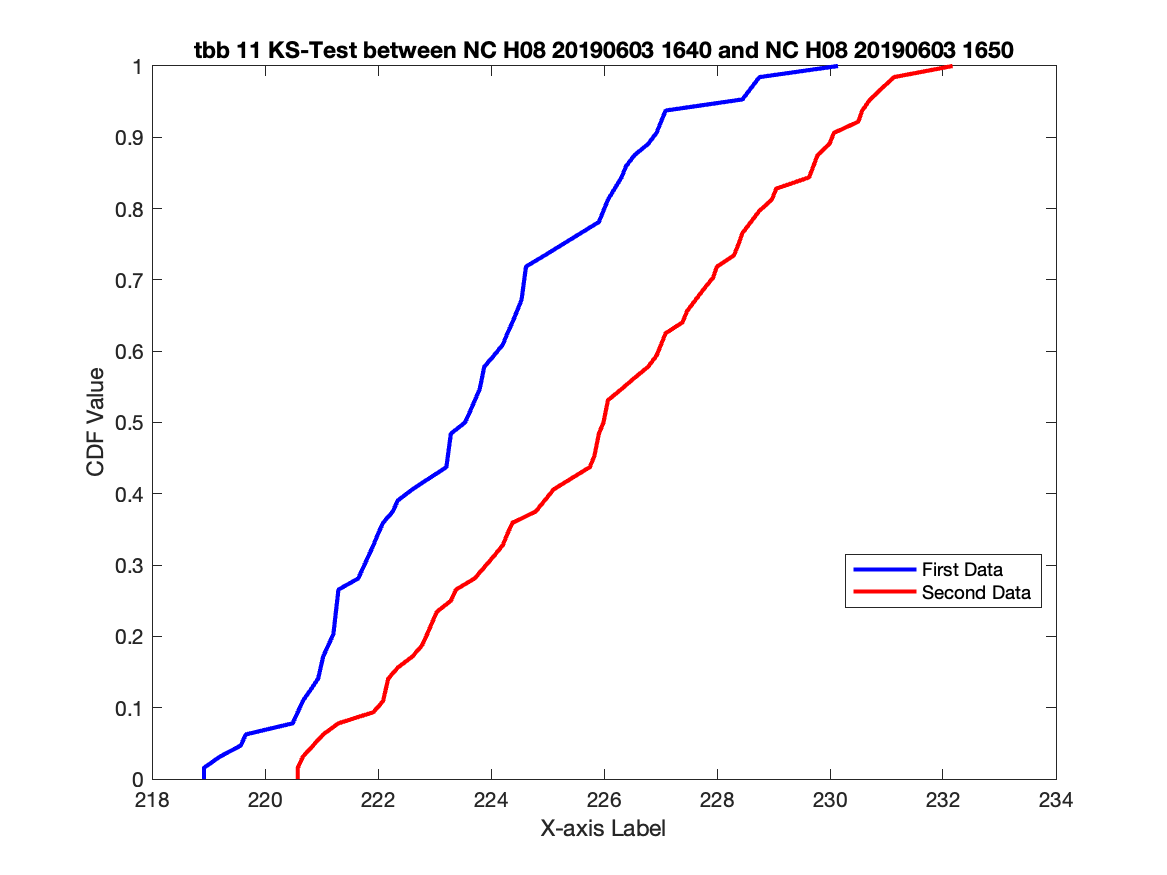 tbb 11 KS-Test between NC H08 20190603 1640 and NC H08 20190603 1650
1
0.9
0.8
0.7
0.6
0.5
0.4
0.3
0.2
0.1
0
CDF Value
First Data
Second Data
218 220 222 224 226 228 230 232 234
X-axis Label